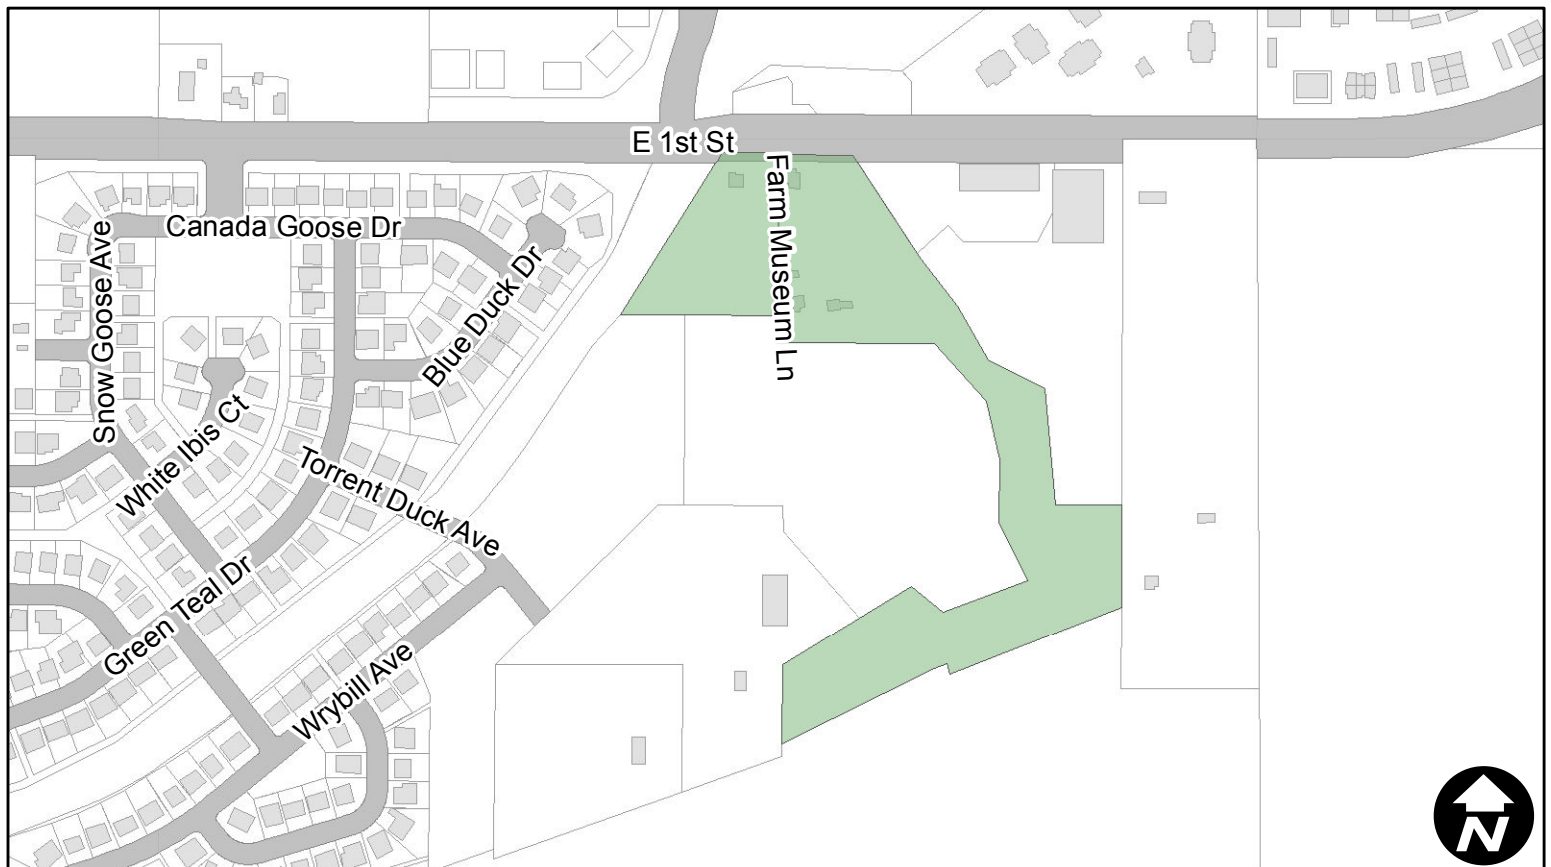 E 1st St
Farm Museum Ln
Canada Goose Dr
Snow Goose Ave
Blue Duck Dr
White Ibis Ct
Torrent Duck Ave
Green Teal Dr
Wrybill Ave
N